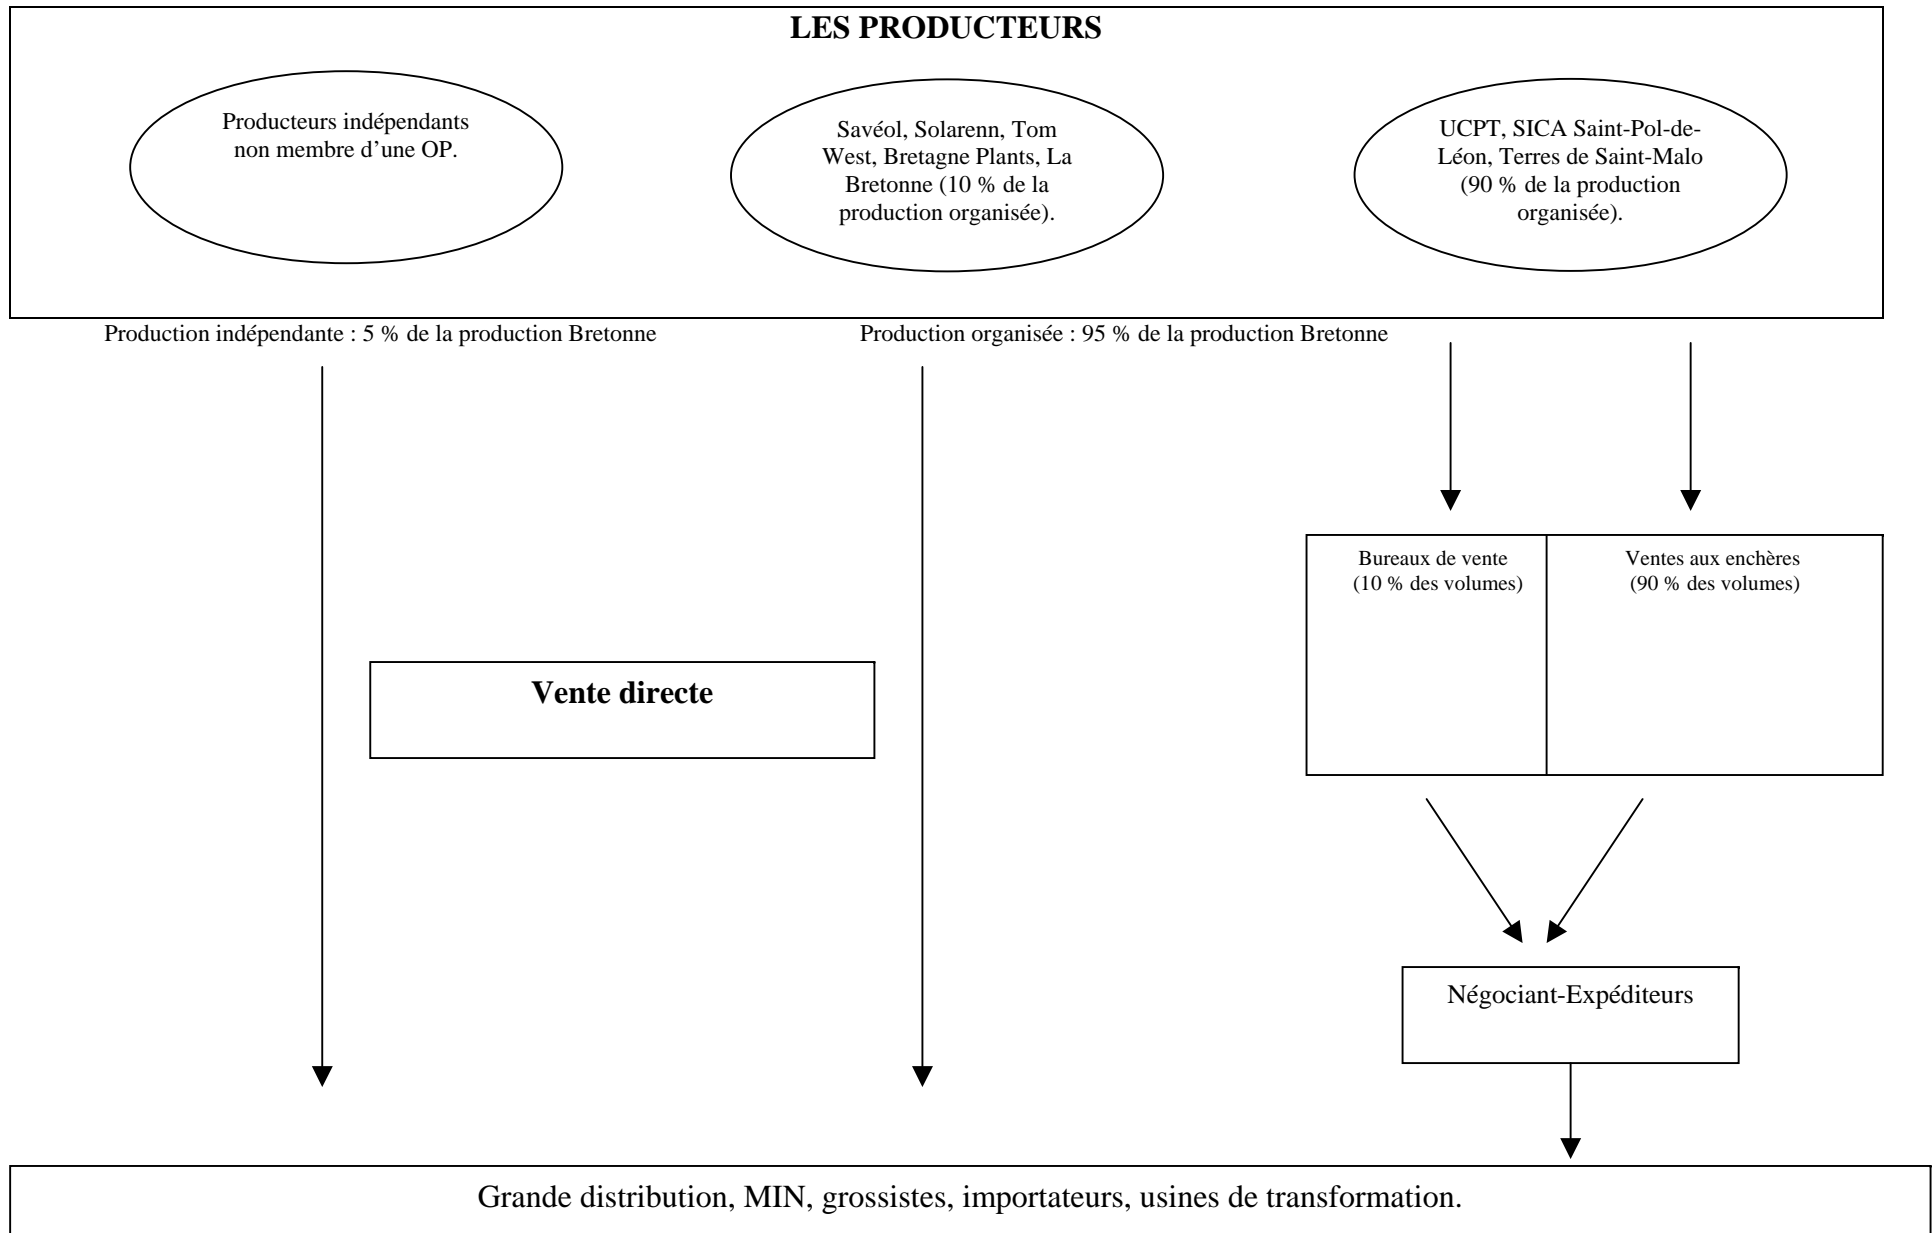 LES PRODUCTEURS
Producteurs indépendants
non membre d’une OP.
Savéol, Solarenn, Tom
West, Bretagne Plants, La
Bretonne (10 % de la
production organisée).
UCPT, SICA Saint-Pol-de-
Léon, Terres de Saint-Malo
(90 % de la production
organisée).
Production indépendante : 5 % de la production Bretonne
Production organisée : 95 % de la production Bretonne
Bureaux de vente
(10 % des volumes)
Ventes aux enchères
(90 % des volumes)
Vente directe
Négociant-Expéditeurs
Grande distribution, MIN, grossistes, importateurs, usines de transformation.